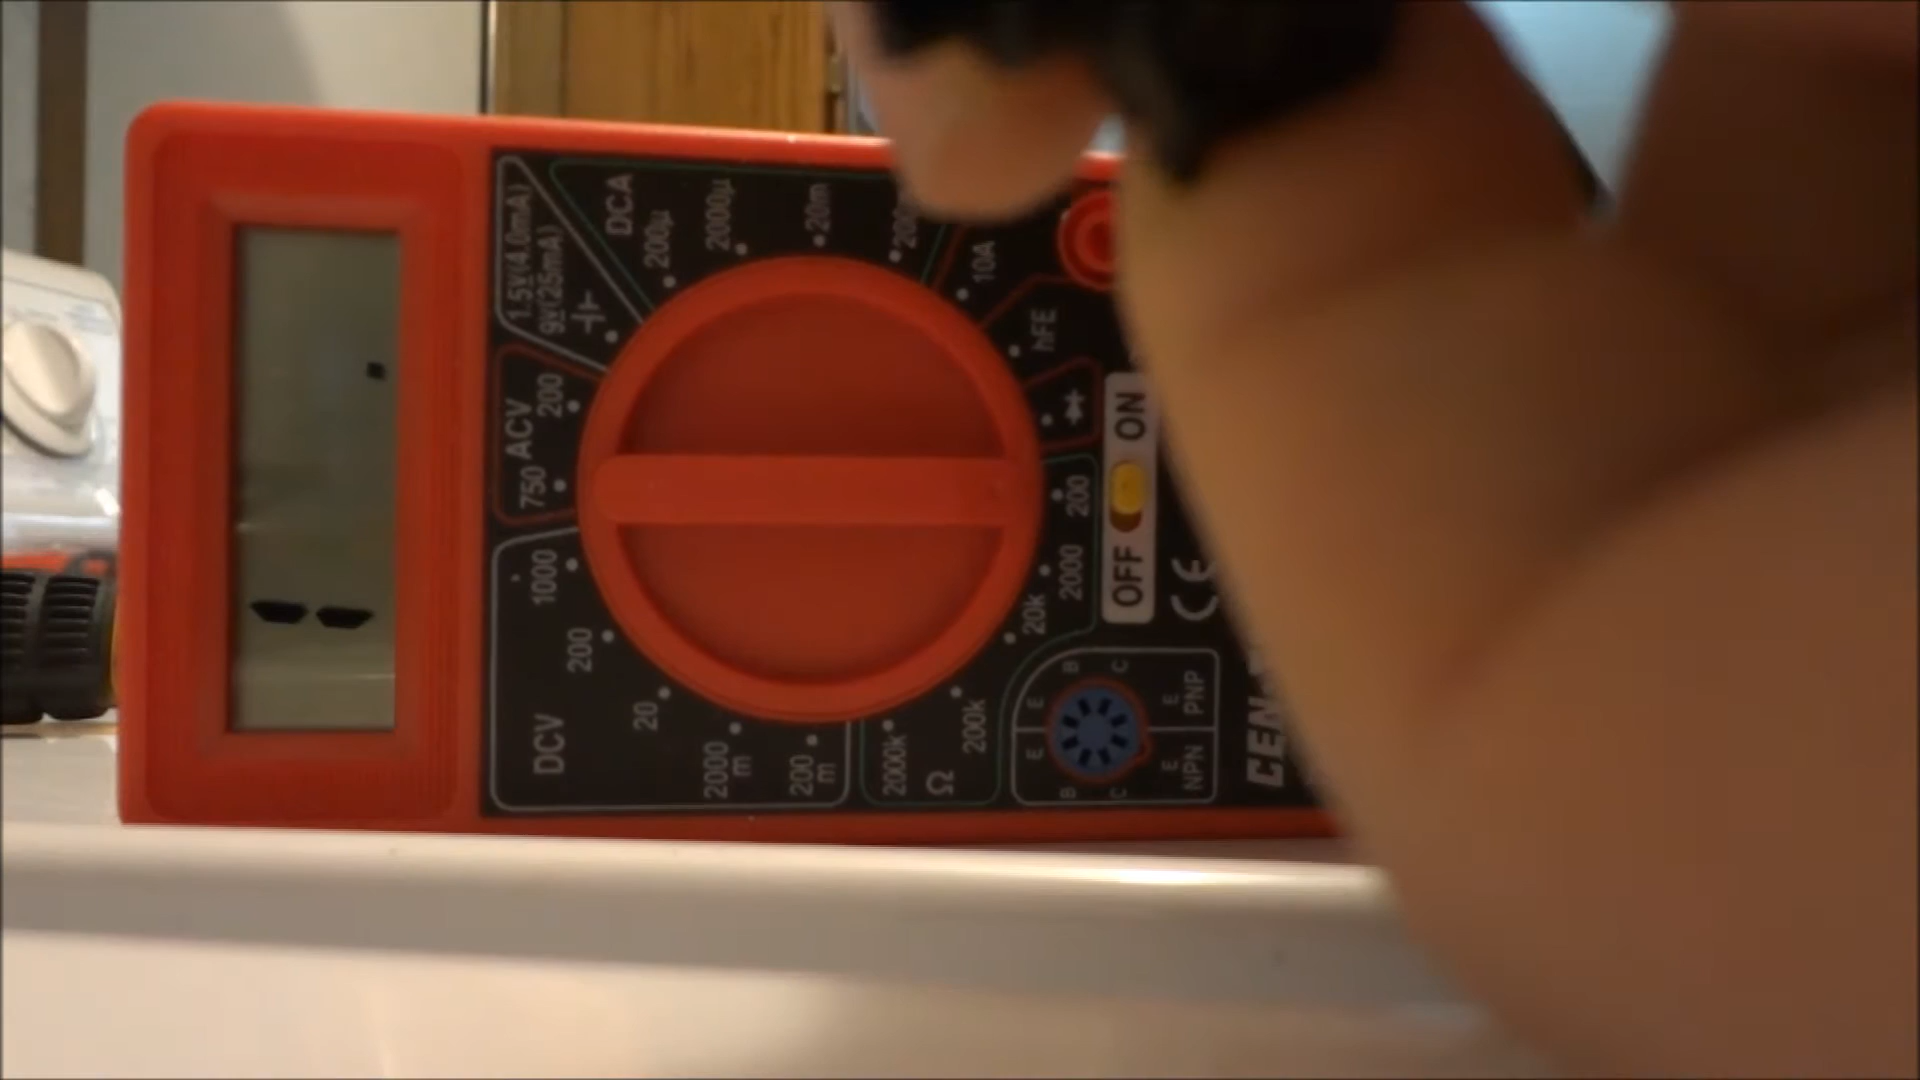 1.5V(4.0mA)
9V(25mA)
DCA
200µ
2000µ
20m
10A
hFE
ACV
200
750
DCV
1000
200
20
2000
m
200
m
2000k
Ω
200k
20k
2000
200
OFF ON
CE
B C
E E
PNP
E E
NPN
B C
1